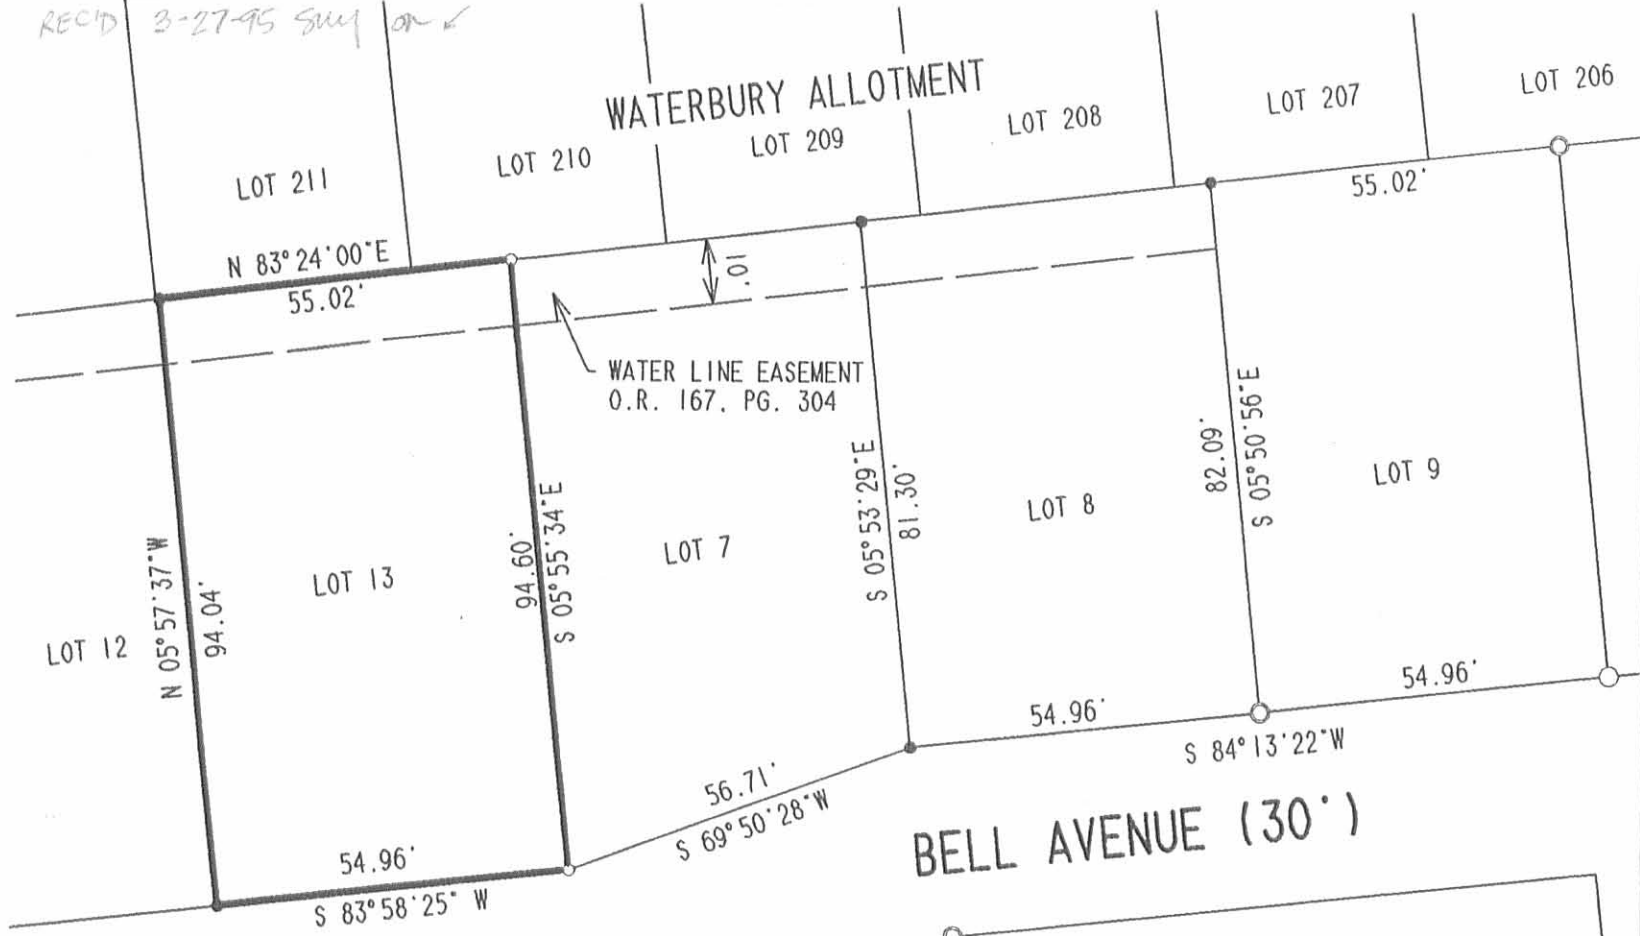 REC'D 3-27-95
WATERBURY ALLOTMENT
LOT 211
LOT 210
LOT 209
LOT 208
LOT 207
LOT 206
N 83°24'00"E
55.02'
10'
55.02'
WATER LINE EASEMENT
O.R. 167, PG. 304
LOT 12
N 05°57'37"W
94.04'
LOT 13
94.60'
S 05°55'34"E
LOT 7
S 05°53'29"E
81.30'
LOT 8
82.09'
S 05°50'56"E
LOT 9
54.96'
S 83°58'25" W
56.71'
S 69°50'28"W
54.96'
54.96'
S 84°13'22"W
BELL AVENUE (30')